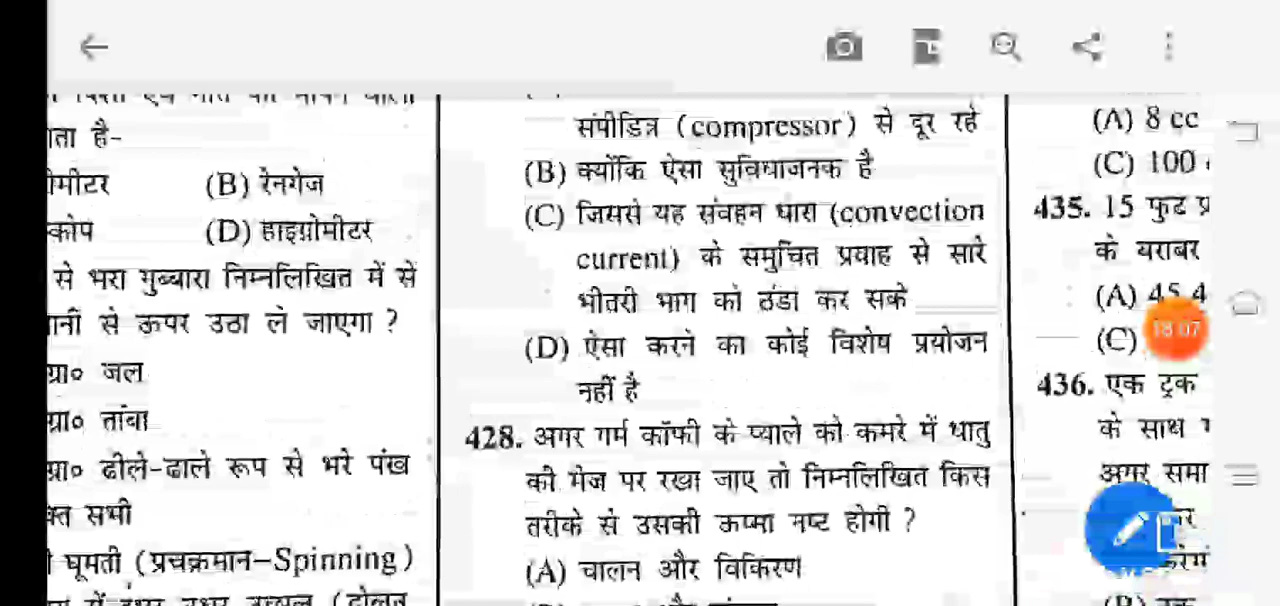 ता है-
मीटर (B) रेनगेज
कोप (D) हाइग्रोमीटर
से भरा गुब्बारा निम्नलिखित में से
से ऊपर उठा ले जाएगा ?
ग्रा० जल
ग्रा० तांबा
ग्रा० ढीले-ढाले रूप से भरे पंख
क्त सभी
घूमती (प्रचक्रमान-Spinning)
संपीडित्र (compressor) से दूर रहे
(B) क्योंकि ऐसा सुविधाजनक है
(C) जिससे यह संवहन धारा (convection
current) के समुचित प्रवाह से सारे
भीतरी भाग को ठंडा कर सके
(D) ऐसा करने का कोई विशेष प्रयोजन
नहीं है
428. अगर गर्म कॉफी के प्याले को कमरे में धातु
की मेज पर रखा जाए तो निम्नलिखित किस
तरीके से उसकी ऊष्मा नष्ट होगी ?
(A) चालन और विकिरण
(A) 8 cc
(C) 100
435. 15 फुट प्र
के बराबर
(A) 45.4
(C)
18:07
436. एक ट्रक
के साथ
अगर समा